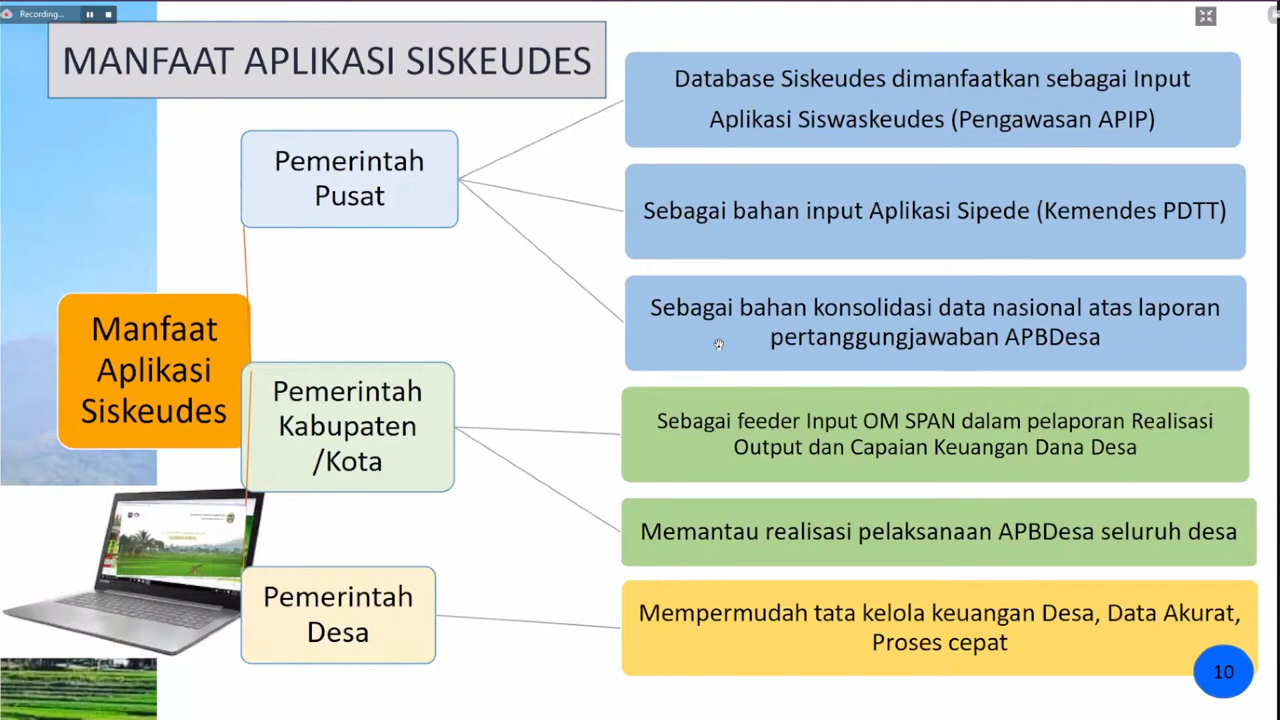 Recording...
MANFAAT APLIKASI SISKEUDES
Manfaat
Aplikasi
Siskeudes
Pemerintah
Pusat
Database Siskeudes dimanfaatkan sebagai Input
Aplikasi Siswaskeudes (Pengawasan APIP)
Sebagai bahan input Aplikasi Sipede (Kemendes PDTT)
Sebagai bahan konsolidasi data nasional atas laporan
pertanggungjawaban APBDesa
Pemerintah
Kabupaten
/Kota
Sebagai feeder Input OM SPAN dalam pelaporan Realisasi
Output dan Capaian Keuangan Dana Desa
Memantau realisasi pelaksanaan APBDesa seluruh desa
Pemerintah
Desa
Mempermudah tata kelola keuangan Desa, Data Akurat,
Proses cepat
10